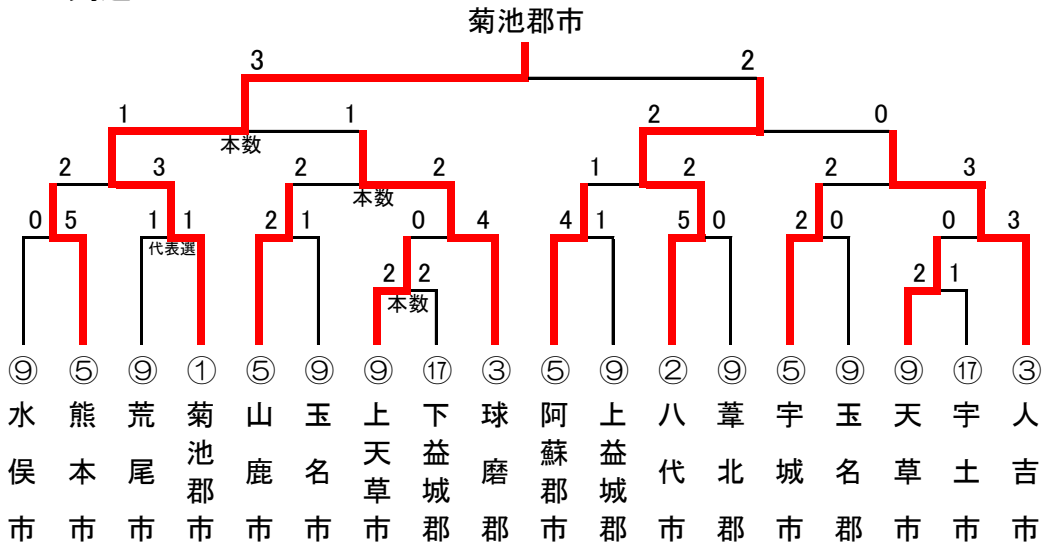 菊池郡市
3 2
1 1 2 0
本数
2 3 2 2 1 2 2 3
本数
0 5 1 1 2 1 0 4 4 1 5 0 2 0 0 3
代表選
2 2 2 1
本数
⑨ ⑤ ⑨ ① ⑤ ⑨ ⑨ ⑰ ③ ⑤ ⑨ ② ⑨ ⑤ ⑨ ⑨ ⑰ ③
水俣市
熊本市
荒尾市
菊池郡市
山鹿市
玉名市
上天草市
下益城郡
球磨郡
阿蘇郡市
上益城郡
八代市
葦北郡
宇城市
玉名郡
天草市
宇土市
人吉市